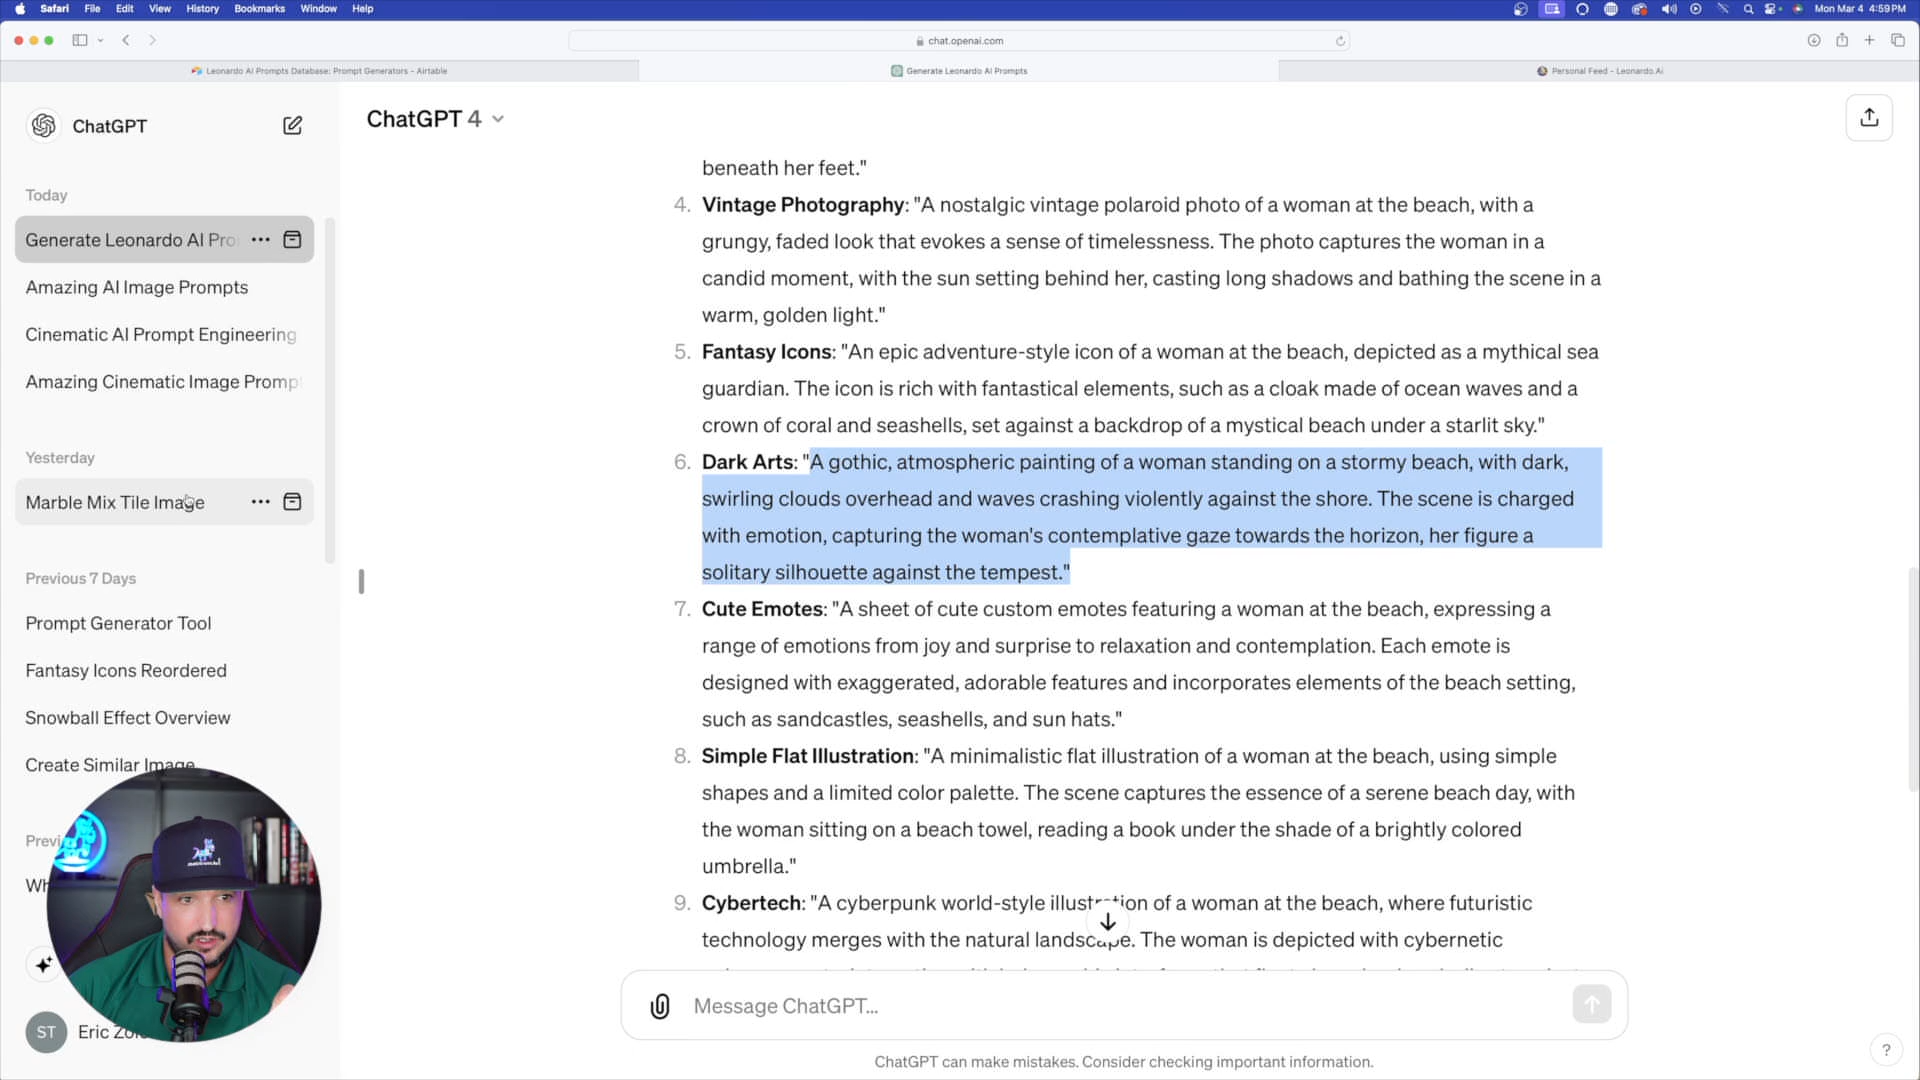 Safari File Edit View History Bookmarks Window Help Mon Mar 4 4:59 PM
chat.openai.com
Leonardo AI Prompts Database: Prompt Generators - Airtable
Generate Leonardo AI Prompts
Personal Feed - Leonardo.Ai
ChatGPT
Today
Generate Leonardo AI Pro
Amazing AI Image Prompts
Cinematic AI Prompt Engineering
Amazing Cinematic Image Promp
Yesterday
Marble Mix Tile Image
Previous 7 Days
Prompt Generator Tool
Fantasy Icons Reordered
Snowball Effect Overview
Create Similar Image
Previ
Wh
ST Eric
ChatGPT 4
beneath her feet."
4. Vintage Photography: "A nostalgic vintage polaroid photo of a woman at the beach, with a
grungy, faded look that evokes a sense of timelessness. The photo captures the woman in a
candid moment, with the sun setting behind her, casting long shadows and bathing the scene in a
warm, golden light."
5. Fantasy Icons: "An epic adventure-style icon of a woman at the beach, depicted as a mythical sea
guardian. The icon is rich with fantastical elements, such as a cloak made of ocean waves and a
crown of coral and seashells, set against a backdrop of a mystical beach under a starlit sky."
6. Dark Arts: "A gothic, atmospheric painting of a woman standing on a stormy beach, with dark,
swirling clouds overhead and waves crashing violently against the shore. The scene is charged
with emotion, capturing the woman's contemplative gaze towards the horizon, her figure a
solitary silhouette against the tempest."
7. Cute Emotes: "A sheet of cute custom emotes featuring a woman at the beach, expressing a
range of emotions from joy and surprise to relaxation and contemplation. Each emote is
designed with exaggerated, adorable features and incorporates elements of the beach setting,
such as sandcastles, seashells, and sun hats."
8. Simple Flat Illustration: "A minimalistic flat illustration of a woman at the beach, using simple
shapes and a limited color palette. The scene captures the essence of a serene beach day, with
the woman sitting on a beach towel, reading a book under the shade of a brightly colored
umbrella."
9. Cybertech: "A cyberpunk world-style illustration of a woman at the beach, where futuristic
technology merges with the natural landscape. The woman is depicted with cybernetic
Message ChatGPT...
ChatGPT can make mistakes. Consider checking important information.
?